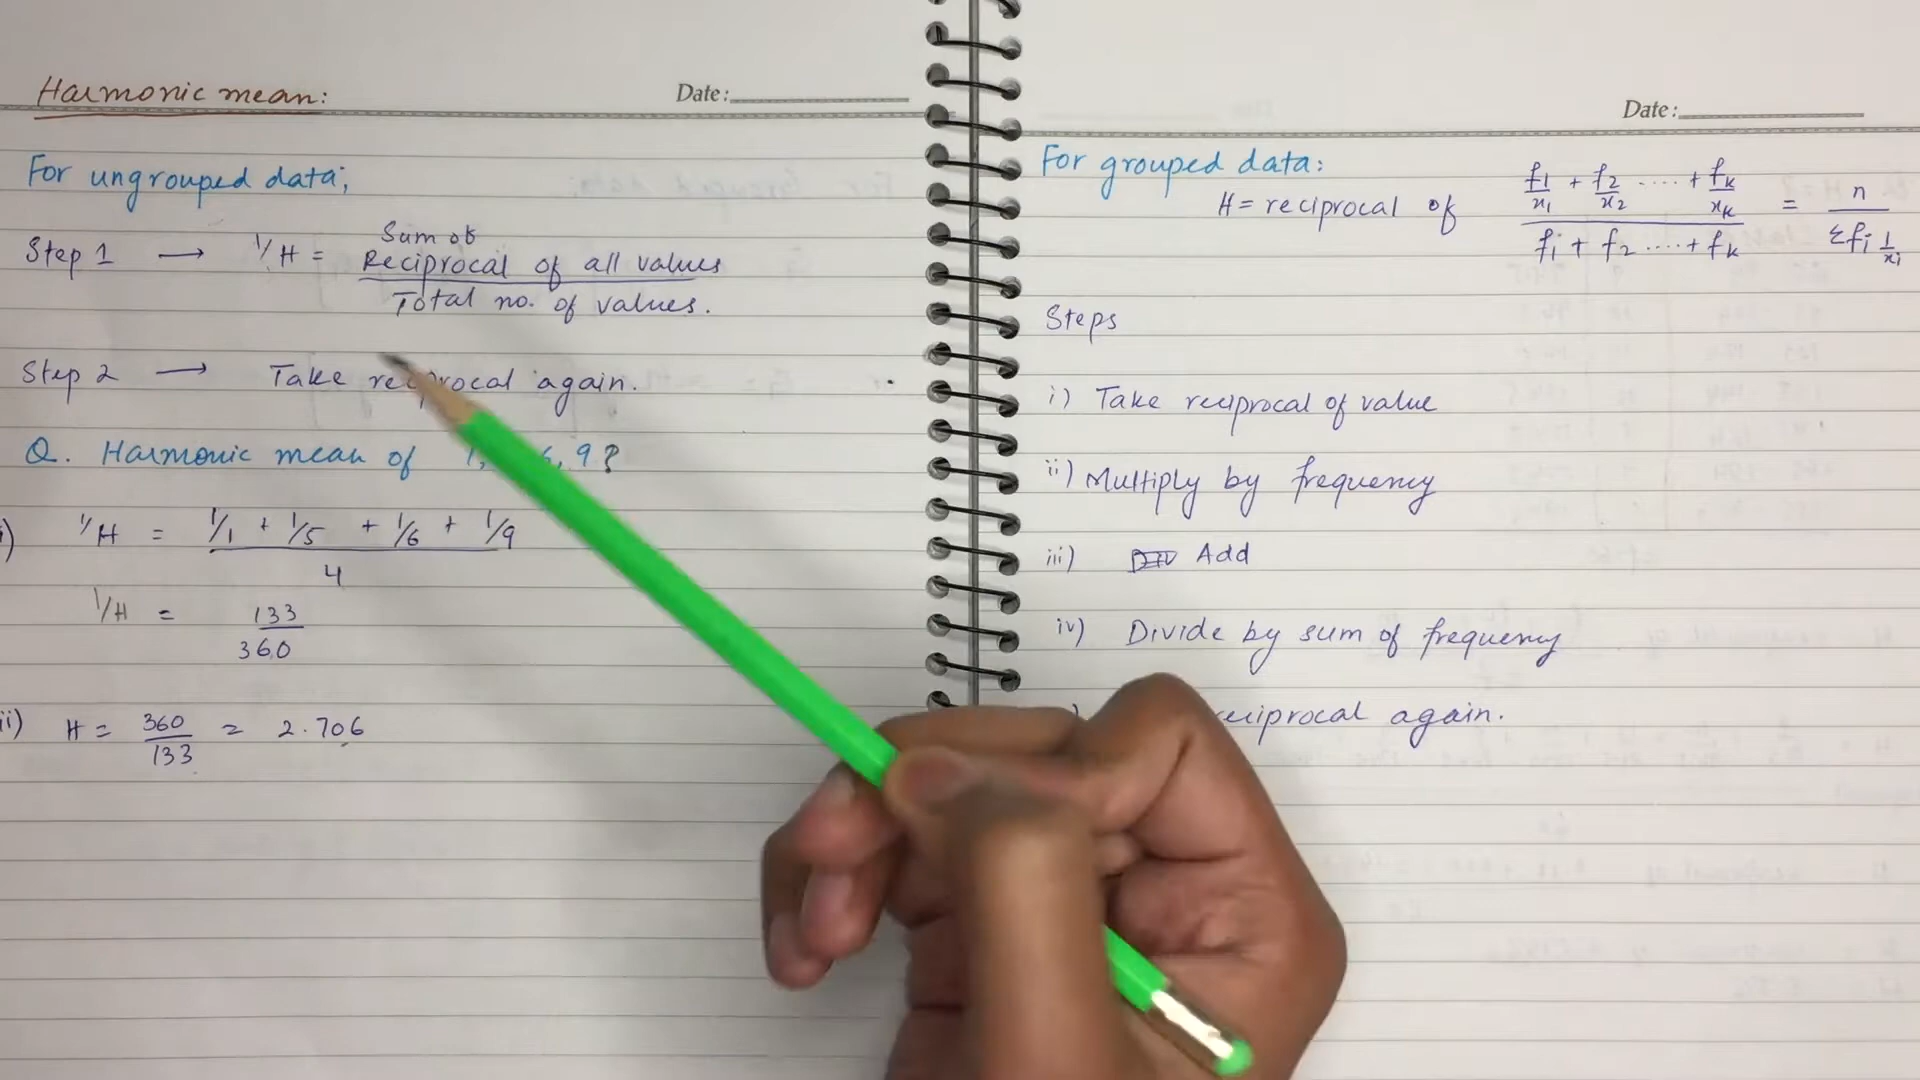 Harmonic mean:
Date:
For ungrouped data;
Step 1 → 1/H = Sum of
Reciprocal of all values
Total no. of values.
Step 2 → Take reciprocal again.
Q. Harmonic mean of 1, 6, 9?
1/H = 1/1 + 1/5 + 1/6 + 1/9
4
1/H = 133
360
ii) H = 360 = 2.706
133
Date:
For grouped data:
H = reciprocal of f1/x1 + f2/x2 ..... + fk/xk = n
f1 + f2 ..... + fk Σfi 1/xi
Steps
i) Take reciprocal of value
ii) Multiply by frequency
iii) Add
iv) Divide by sum of frequency
reciprocal again.